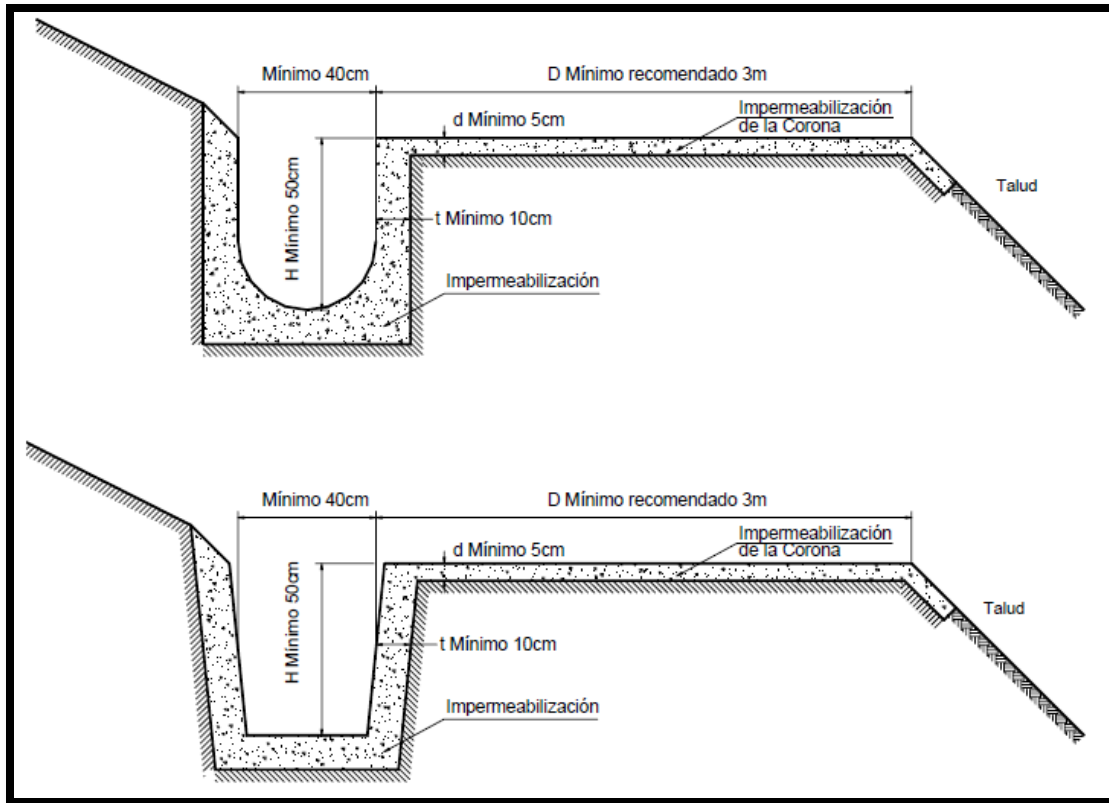 Mínimo 40cm
D Mínimo recomendado 3m
Impermeabilización
de la Corona
d Mínimo 5cm
Talud
H Mínimo 50cm
t Mínimo 10cm
Impermeabilización
Mínimo 40cm
D Mínimo recomendado 3m
Impermeabilización
de la Corona
d Mínimo 5cm
Talud
H Mínimo 50cm
t Mínimo 10cm
Impermeabilización